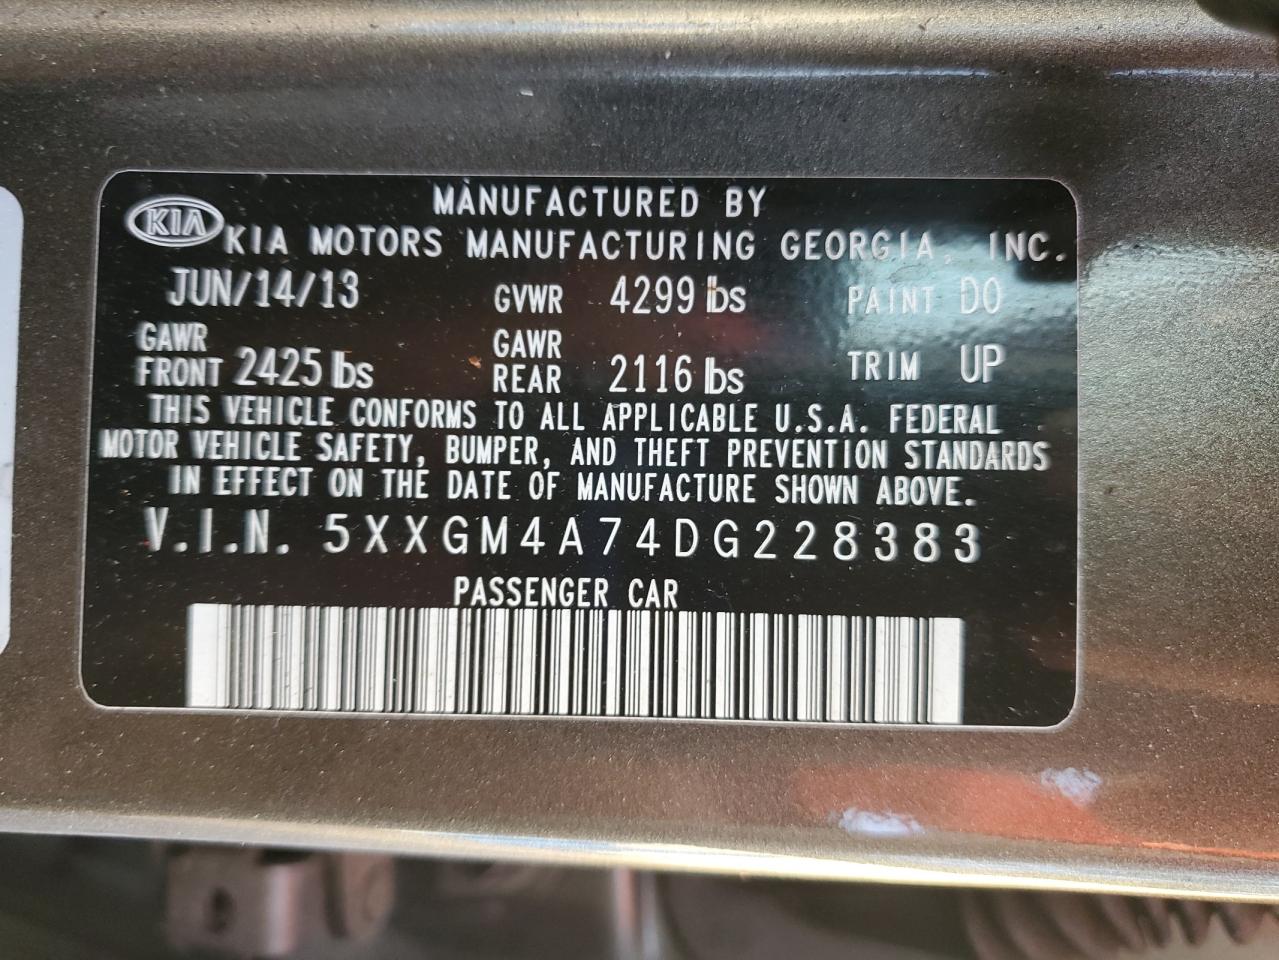 MANUFACTURED BY
KIA KIA MOTORS MANUFACTURING GEORGIA, INC.
JUN/14/13 GVWR 4299 lbs PAINT DO
GAWR FRONT 2425 lbs GAWR REAR 2116 lbs TRIM UP
THIS VEHICLE CONFORMS TO ALL APPLICABLE U.S.A. FEDERAL
MOTOR VEHICLE SAFETY, BUMPER, AND THEFT PREVENTION STANDARDS
IN EFFECT ON THE DATE OF MANUFACTURE SHOWN ABOVE.
V.I.N. 5XXGM4A74DG228383
PASSENGER CAR